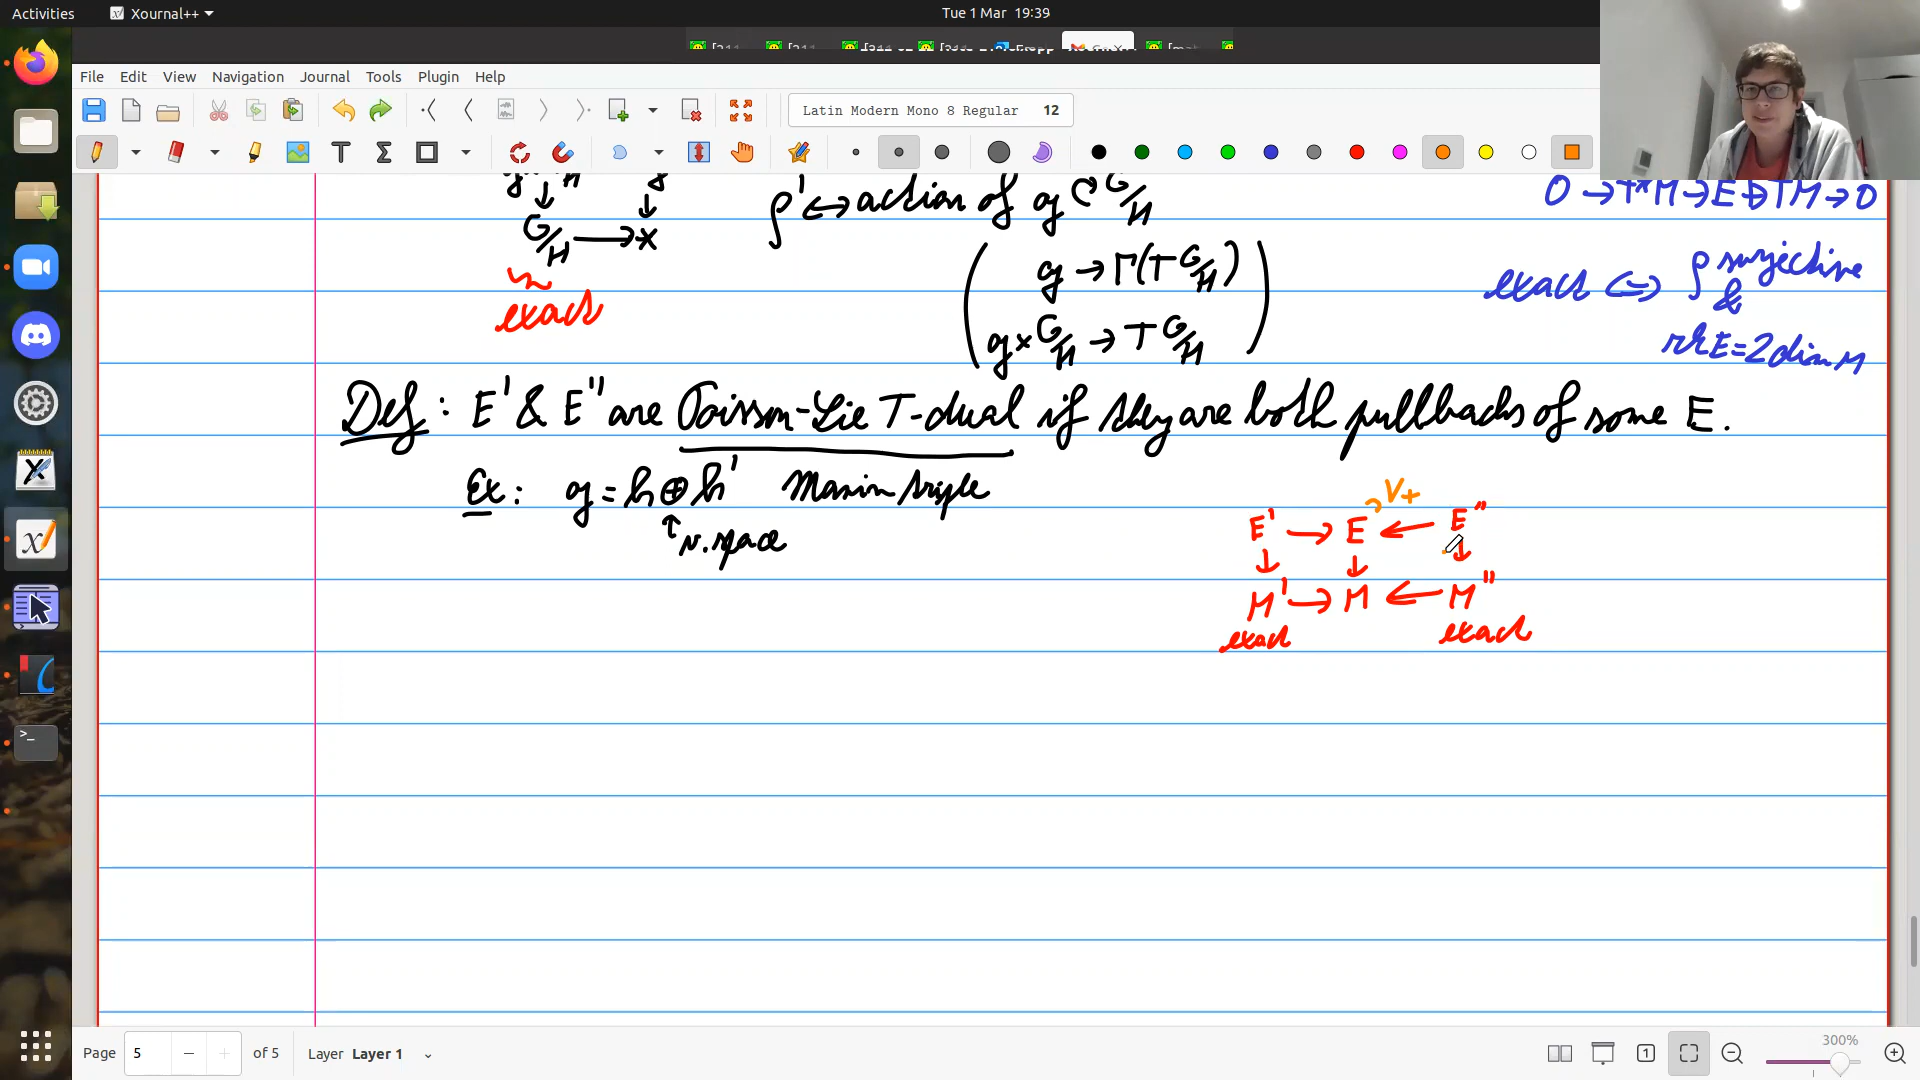 Activities Xournal++ Tue 1 Mar 19:39
File Edit View Navigation Journal Tools Plugin Help
Latin Modern Mono 8 Regular 12
G/H → x
exact
ρ' ↔ action of g G/H
g → Γ(T G/H)
g × G/H → T G/H
0 → T*M → E → TM → 0
exact ⇔ ρ surjective
&
rk E = 2 dim M
Def: E' & E'' are Poisson-Lie T-dual if they are both pullbacks of some E.
Ex: g = h ⊕ h' Manin triple
↑ v. space
V+
E' → E ← E''
↓ ↓ ↓
M' → M ← M''
exact exact
Page 5 of 5 Layer Layer 1 300%